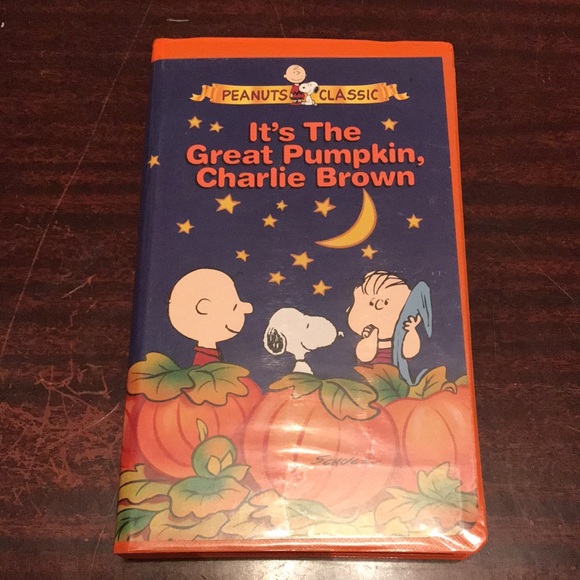 PEANUTS CLASSIC
It's The
Great Pumpkin,
Charlie Brown